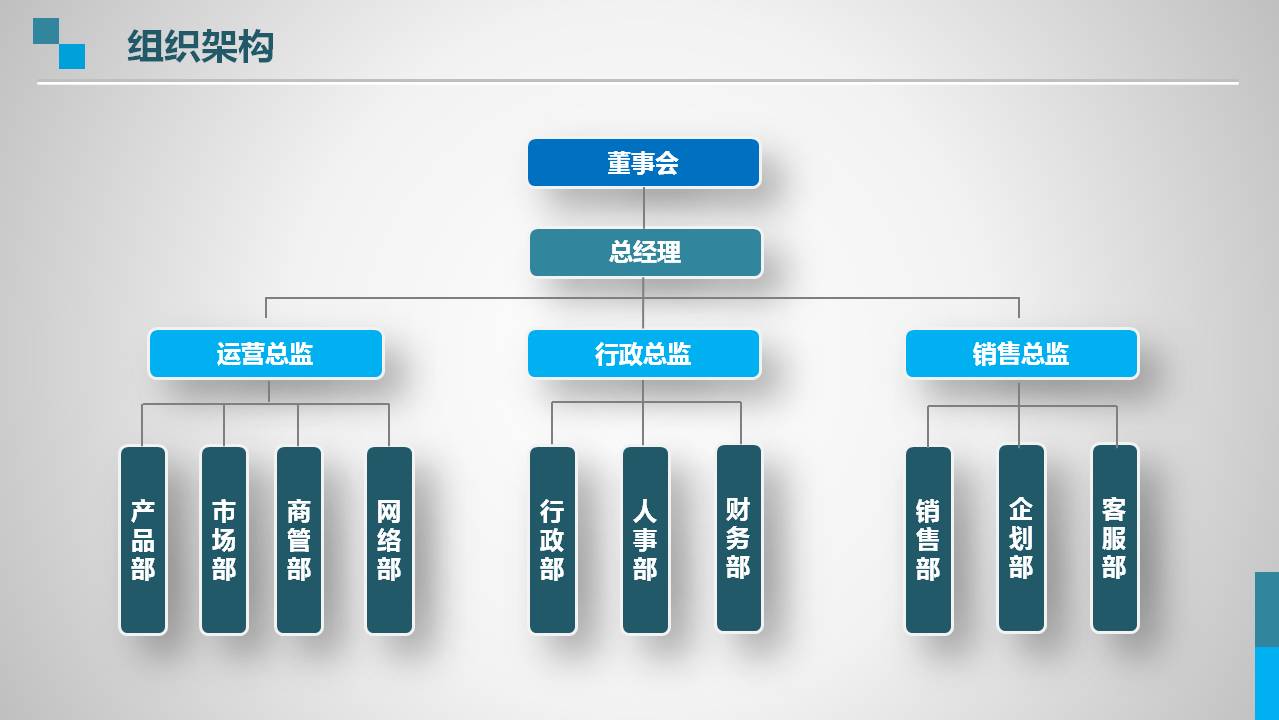 组织架构
董事会
总经理
运营总监
行政总监
销售总监
产品部
市场部
商管部
网络部
行政部
人事部
财务部
销售部
企划部
客服部